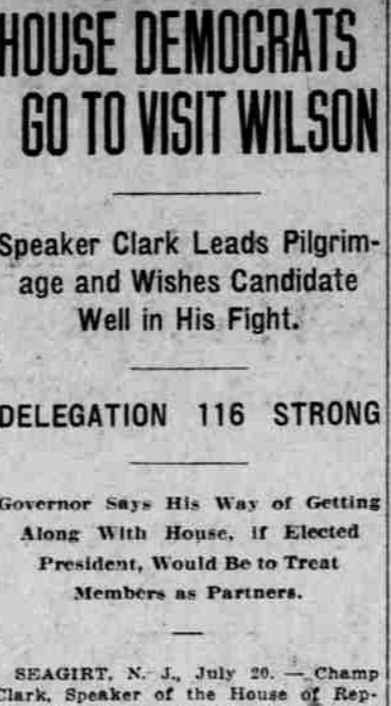 HOUSE DEMOCRATS
GO TO VISIT WILSON
Speaker Clark Leads Pilgrim-
age and Wishes Candidate
Well in His Fight.
DELEGATION 116 STRONG
Governor Says His Way of Getting
Along With House, if Elected
President, Would Be to Treat
Members as Partners.
SEAGIRT, N. J., July 20. — Champ
Clark, Speaker of the House of Rep-